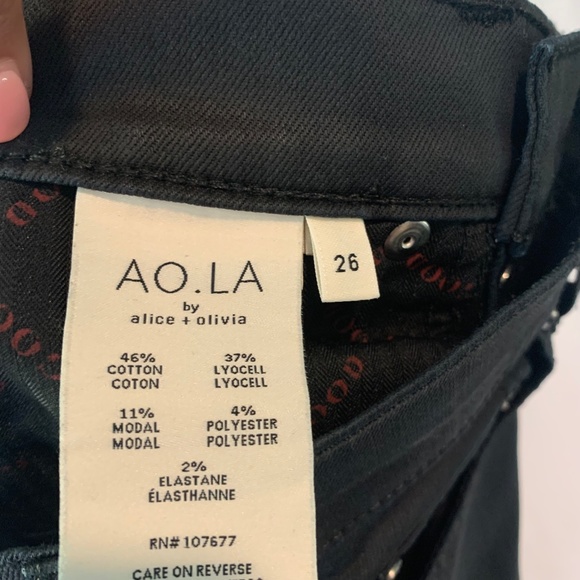 AO.LA
by
alice + olivia
46% 37%
COTTON LYOCELL
COTON LYOCELL
11% 4%
MODAL POLYESTER
MODAL POLYESTER
2%
ELASTANE
ÉLASTHANNE
RN# 107677
CARE ON REVERSE
26